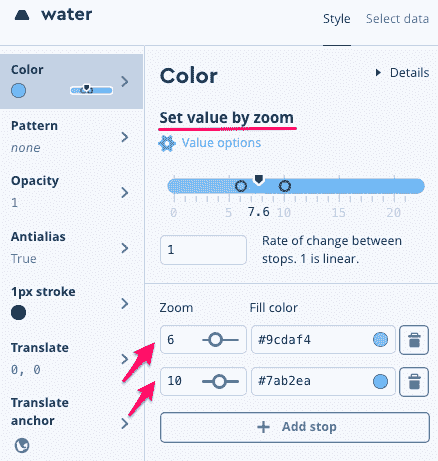 water
Style
Select data
Color
Pattern
none
Opacity
1
Antialias
True
1px stroke
Translate
0, 0
Translate
anchor
Color
Details
Set value by zoom
Value options
0 5 10 15 20
7.6
1
Rate of change between
stops. 1 is linear.
Zoom Fill color
6 #9cdaf4
10 #7ab2ea
+ Add stop